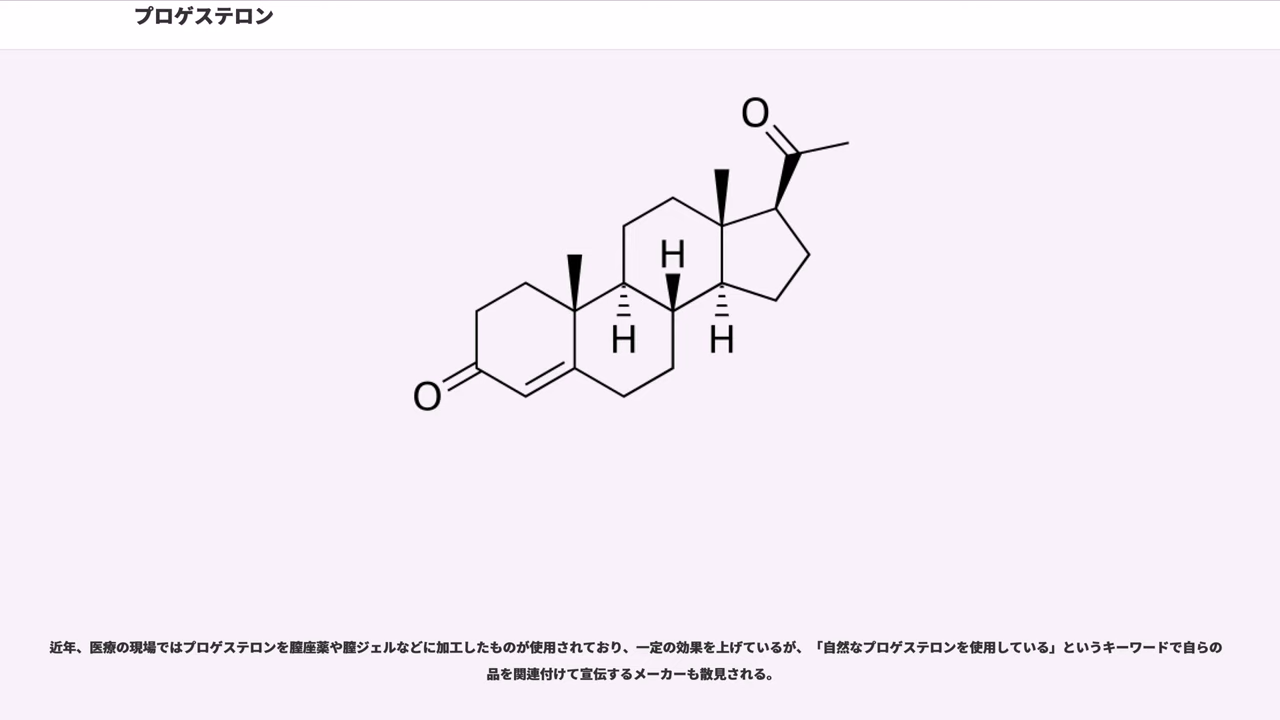 プロゲステロン
O
H
H
H
O
近年、医療の現場ではプロゲステロンを膣座薬や膣ジェルなどに加工したものが使用されており、一定の効果を上げているが、「自然なプロゲステロンを使用している」というキーワードで自らの
品を関連付けて宣伝するメーカーも散見される。